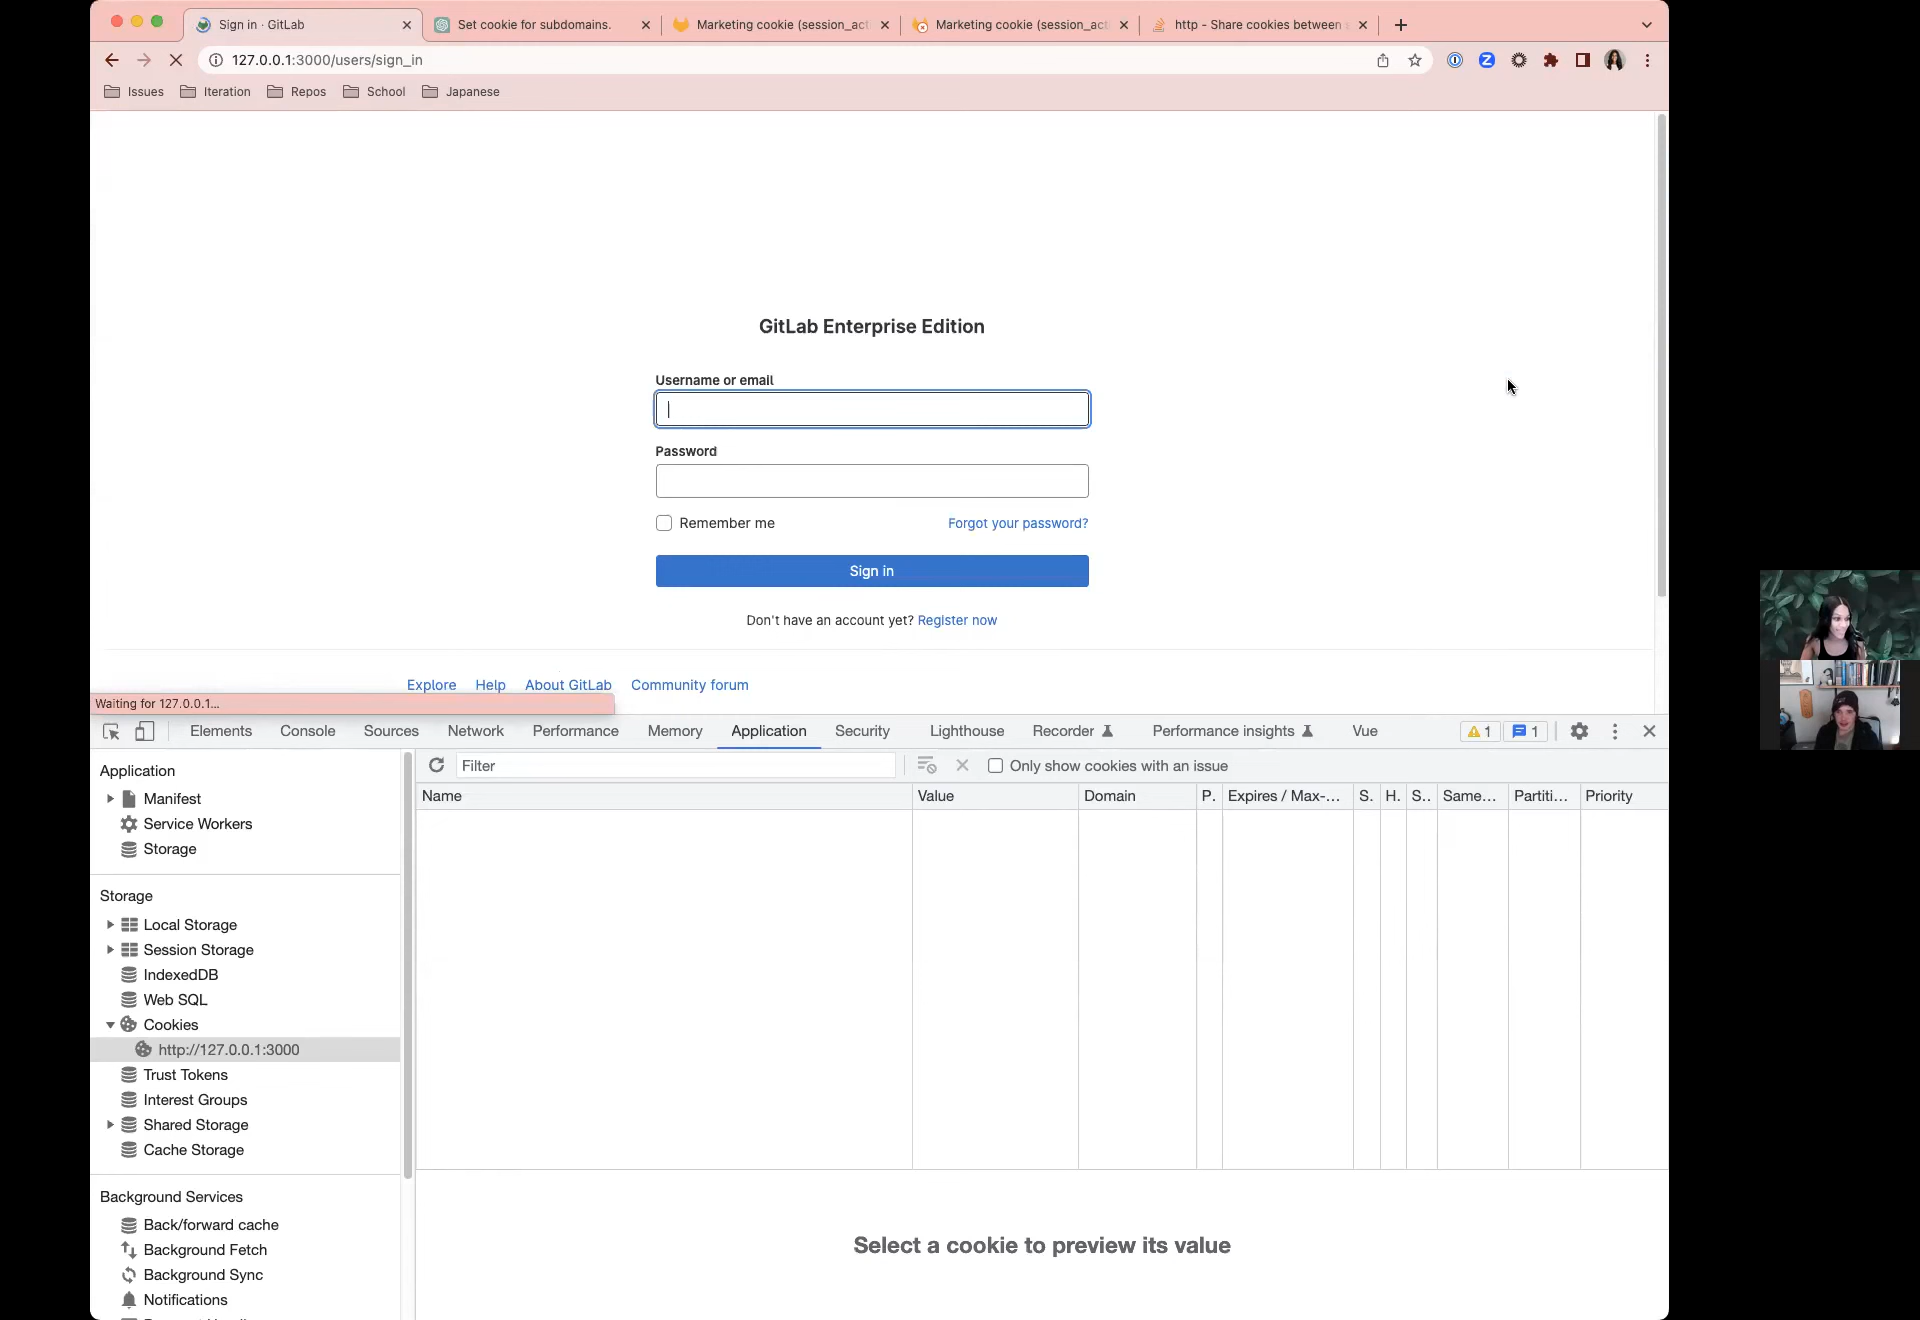 Sign in · GitLab
Set cookie for subdomains.
Marketing cookie (session_act
Marketing cookie (session_act
http - Share cookies between s
127.0.0.1:3000/users/sign_in
Issues
Iteration
Repos
School
Japanese
GitLab Enterprise Edition
Username or email
Password
Remember me
Forgot your password?
Sign in
Don't have an account yet? Register now
Explore
Help
About GitLab
Community forum
Waiting for 127.0.0.1...
Elements
Console
Sources
Network
Performance
Memory
Application
Security
Lighthouse
Recorder
Performance insights
Vue
1
1
Application
Manifest
Service Workers
Storage
Storage
Local Storage
Session Storage
IndexedDB
Web SQL
Cookies
http://127.0.0.1:3000
Trust Tokens
Interest Groups
Shared Storage
Cache Storage
Background Services
Back/forward cache
Background Fetch
Background Sync
Notifications
Filter
Only show cookies with an issue
Name
Value
Domain
P.
Expires / Max-...
S.
H.
S..
Same...
Partiti...
Priority
Select a cookie to preview its value